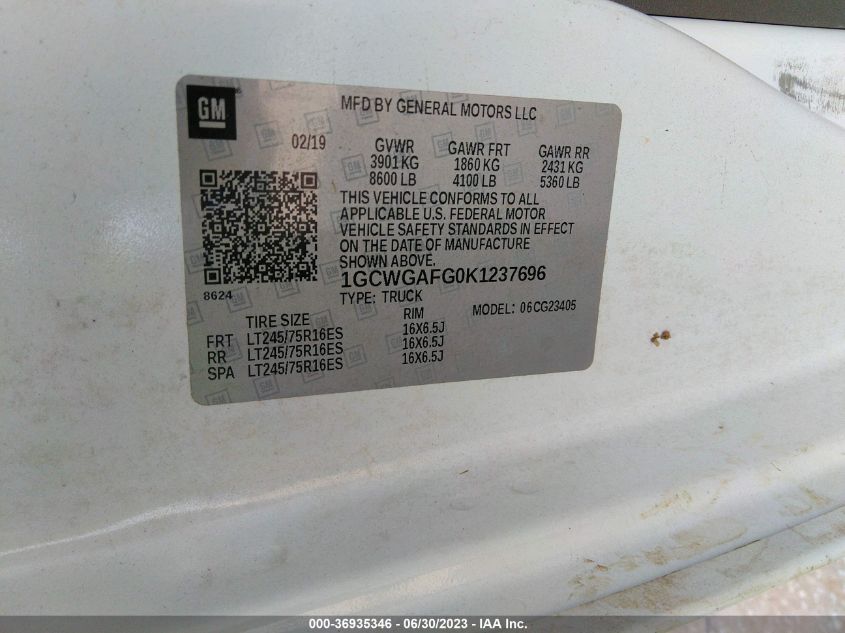 GM
MFD BY GENERAL MOTORS LLC
02/19
GVWR GAWR FRT GAWR RR
3901 KG 1860 KG 2431 KG
8600 LB 4100 LB 5360 LB
THIS VEHICLE CONFORMS TO ALL
APPLICABLE U.S. FEDERAL MOTOR
VEHICLE SAFETY STANDARDS IN EFFECT
ON THE DATE OF MANUFACTURE
SHOWN ABOVE.
1GCWGAFG0K1237696
8624
TYPE: TRUCK
MODEL: 06CG23405
TIRE SIZE RIM
FRT LT245/75R16ES 16X6.5J
RR LT245/75R16ES 16X6.5J
SPA LT245/75R16ES 16X6.5J
000-36935346 - 06/30/2023 - IAA Inc.